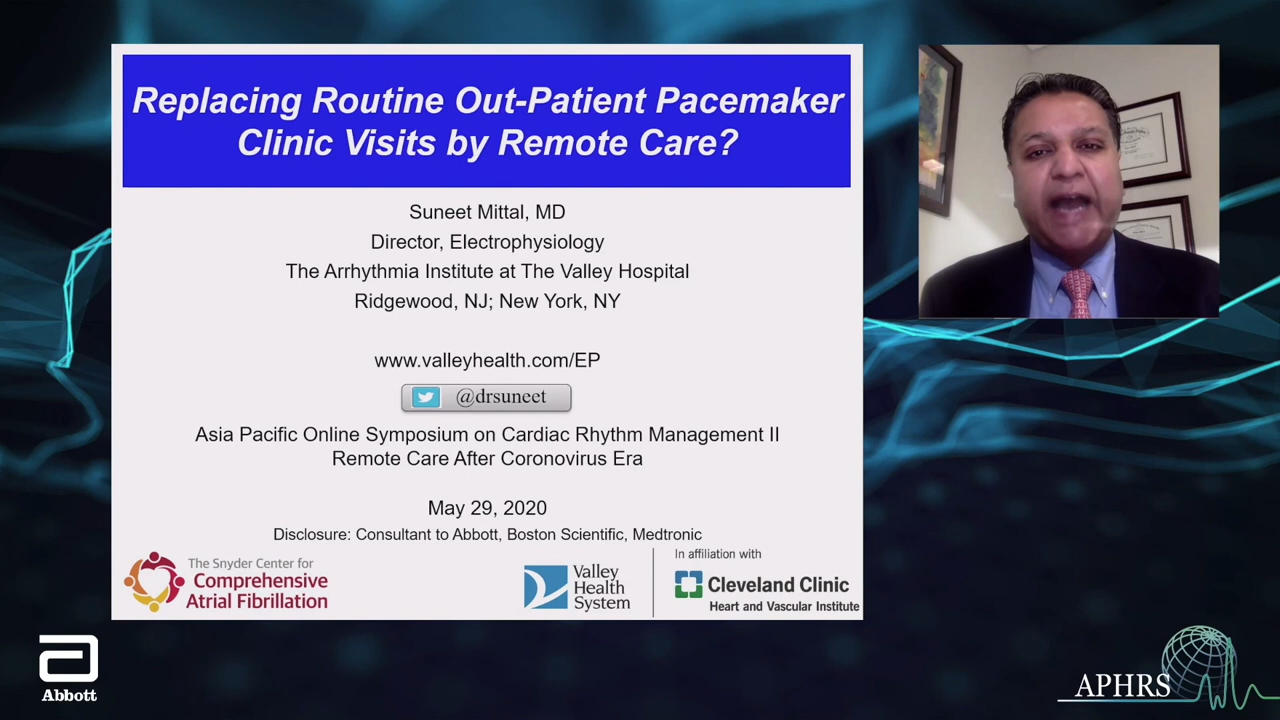 Replacing Routine Out-Patient Pacemaker
Clinic Visits by Remote Care?
Suneet Mittal, MD
Director, Electrophysiology
The Arrhythmia Institute at The Valley Hospital
Ridgewood, NJ; New York, NY
www.valleyhealth.com/EP
@drsuneet
Asia Pacific Online Symposium on Cardiac Rhythm Management II
Remote Care After Coronovirus Era
May 29, 2020
Disclosure: Consultant to Abbott, Boston Scientific, Medtronic
The Snyder Center for
Comprehensive
Atrial Fibrillation
Valley
Health
System
In affiliation with
Cleveland Clinic
Heart and Vascular Institute
Abbott
APHRS